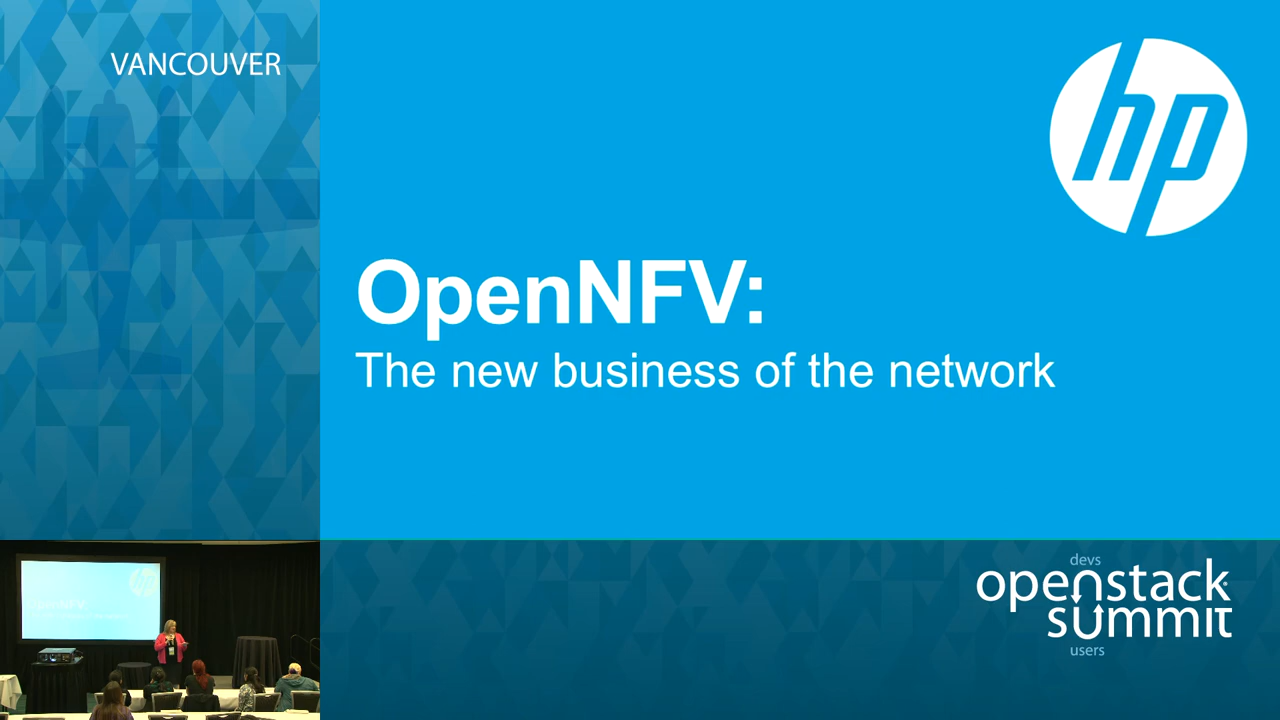 VANCOUVER
hp
OpenNFV:
The new business of the network
devs
openstack
summit
users